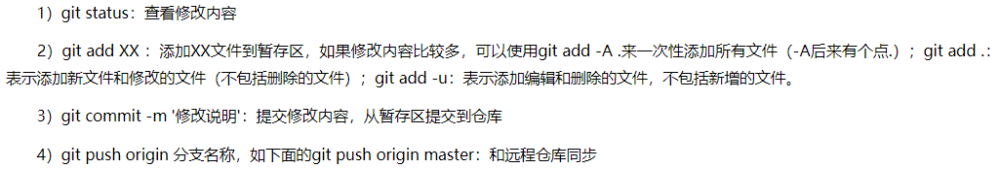 1）git status：查看修改内容
2）git add XX ：添加XX文件到暂存区，如果修改内容比较多，可以使用git add -A .来一次性添加所有文件（-A后来有个点.）；git add .:
表示添加新文件和修改的文件（不包括删除的文件）；git add -u：表示添加编辑和删除的文件，不包括新增的文件。
3）git commit -m '修改说明'：提交修改内容，从暂存区提交到仓库
4）git push origin 分支名称，如下面的git push origin master：和远程仓库同步